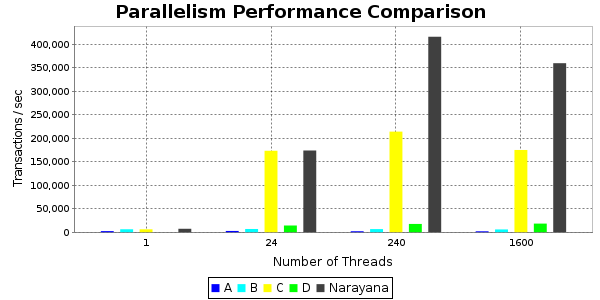 Parallelism Performance Comparison
Transactions / sec
400,000
350,000
300,000
250,000
200,000
150,000
100,000
50,000
0
1 24 240 1600
Number of Threads
A B C D Narayana